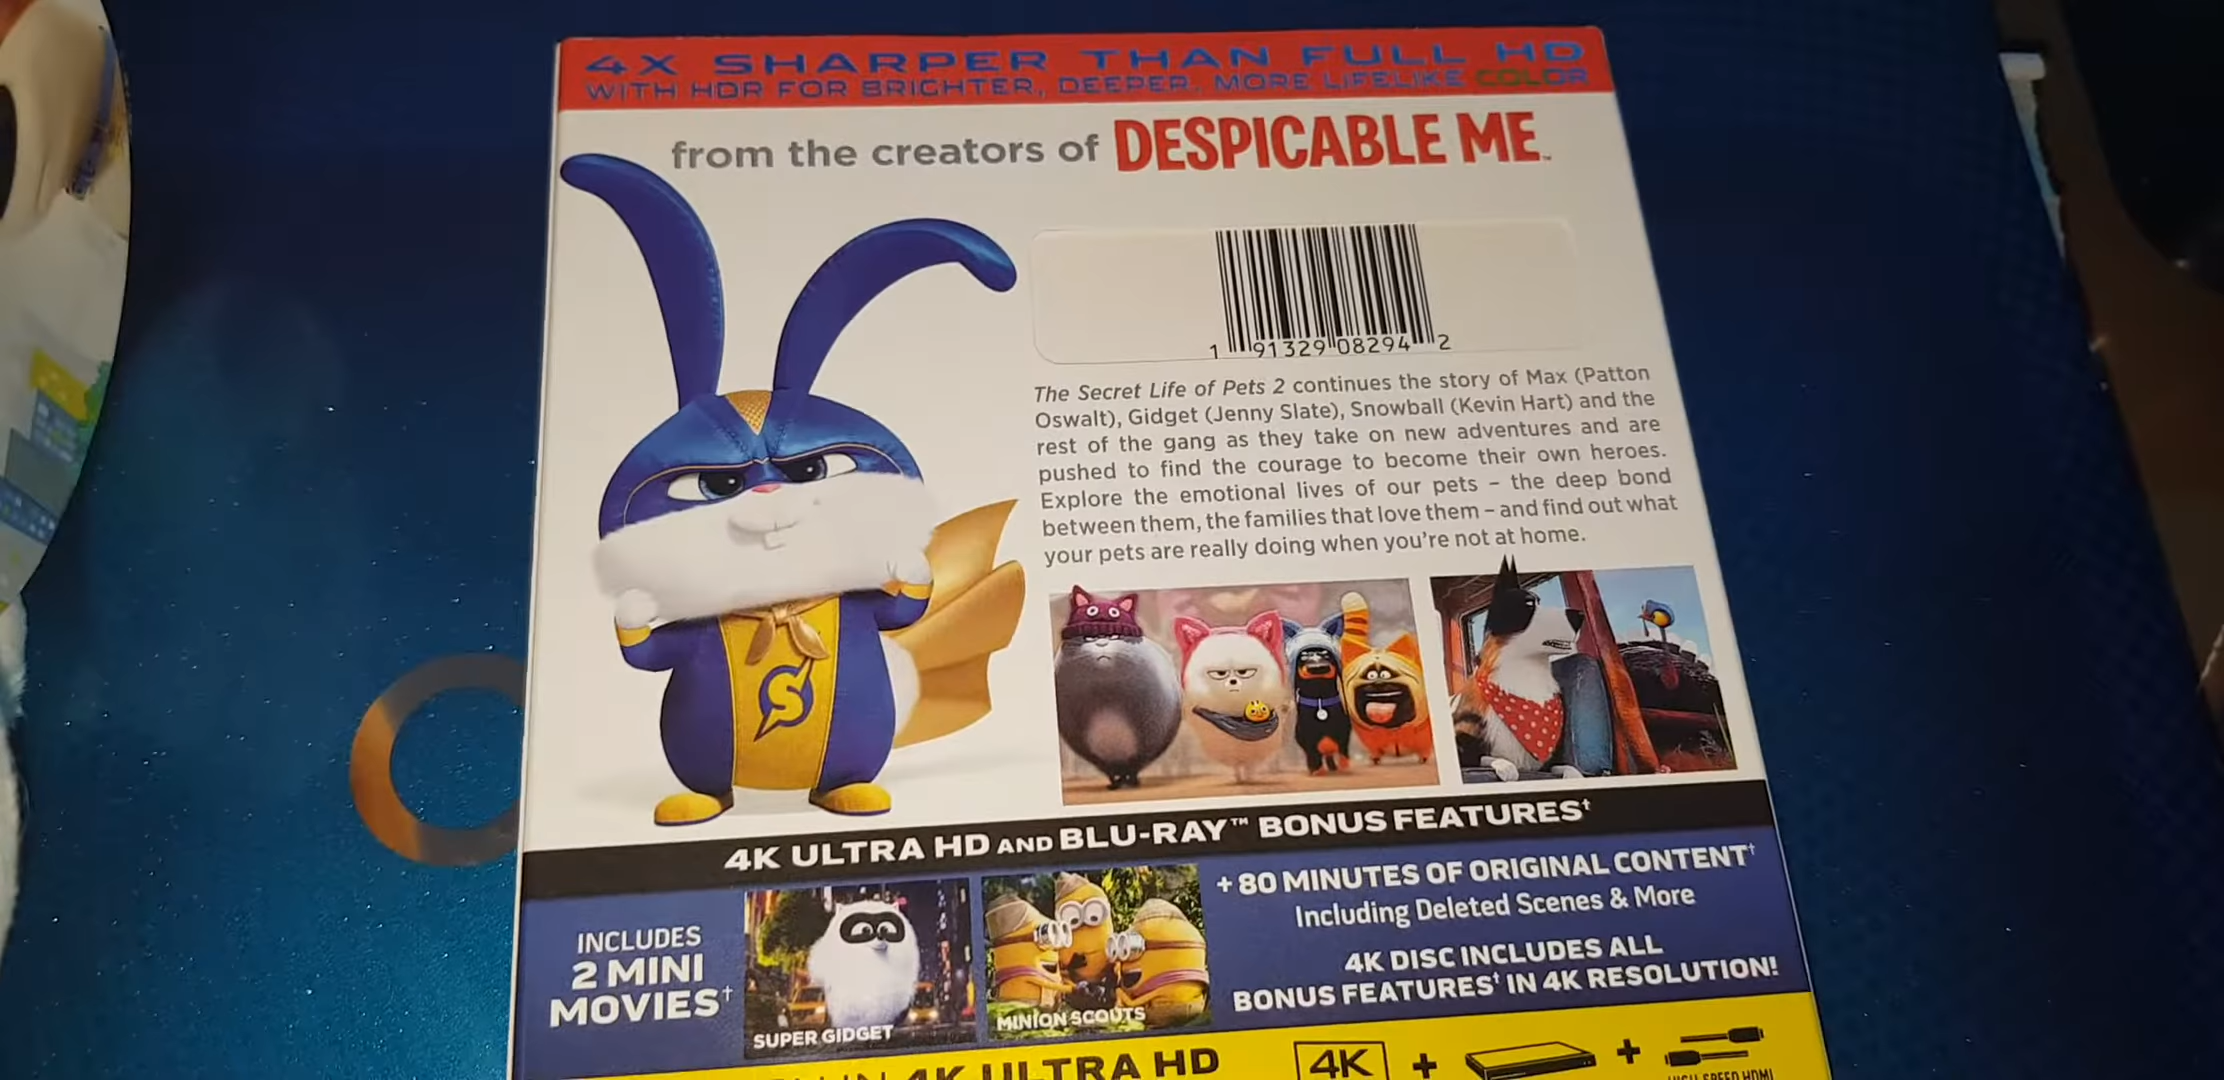 4X SHARPER THAN FULL HD
WITH HDR FOR BRIGHTER, DEEPER, MORE LIFELIKE COLOR
from the creators of DESPICABLE ME™
1 91329 08294 2
The Secret Life of Pets 2 continues the story of Max (Patton
Oswalt), Gidget (Jenny Slate), Snowball (Kevin Hart) and the
rest of the gang as they take on new adventures and are
pushed to find the courage to become their own heroes.
Explore the emotional lives of our pets – the deep bond
between them, the families that love them – and find out what
your pets are really doing when you're not at home.
S
4K ULTRA HD AND BLU-RAY™ BONUS FEATURES†
INCLUDES
2 MINI
MOVIES†
SUPER GIDGET
MINION SCOUTS
+ 80 MINUTES OF ORIGINAL CONTENT†
Including Deleted Scenes & More
4K DISC INCLUDES ALL
BONUS FEATURES† IN 4K RESOLUTION!
IN 4K ULTRA HD
4K + +
HIGH SPEED HDMI